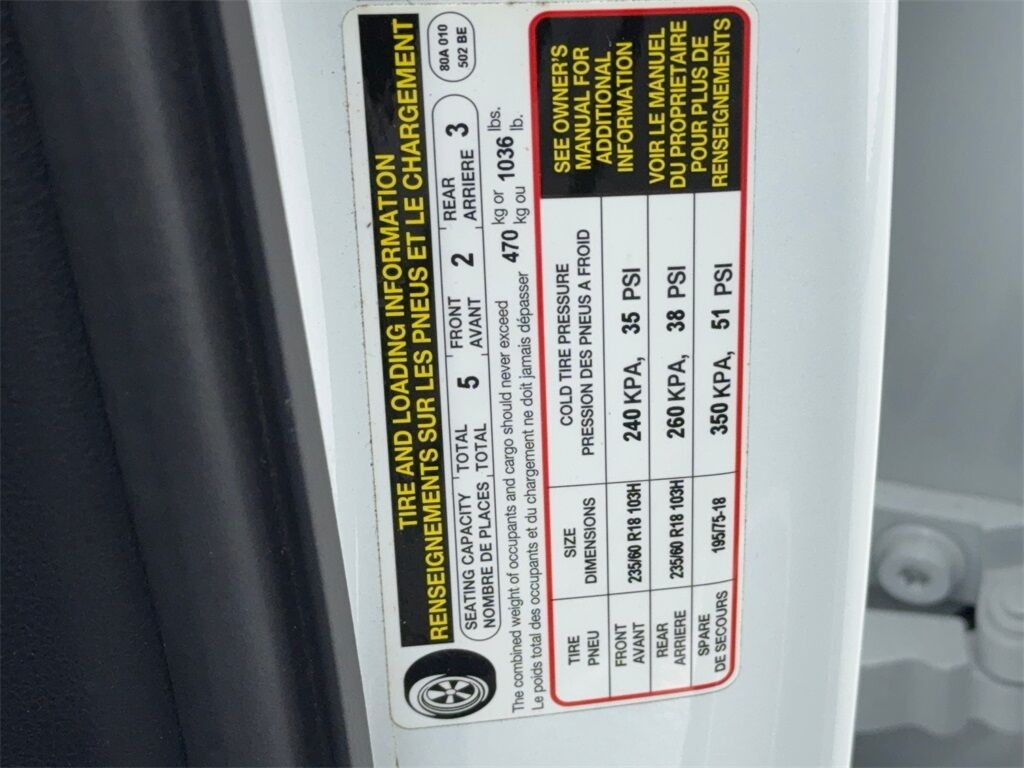 TIRE AND LOADING INFORMATION
RENSEIGNEMENTS SUR LES PNEUS ET LE CHARGEMENT
80A 010
502 BE
SEATING CAPACITY TOTAL 5 FRONT 2 REAR 3
NOMBRE DE PLACES TOTAL AVANT ARRIERE
The combined weight of occupants and cargo should never exceed 470 kg or 1036 lbs.
Le poids total des occupants et du chargement ne doit jamais dépasser kg ou lb.
TIRE SIZE COLD TIRE PRESSURE
PNEU DIMENSIONS PRESSION DES PNEUS A FROID
FRONT 235/60 R18 103H 240 KPA, 35 PSI
AVANT
REAR 235/60 R18 103H 260 KPA, 38 PSI
ARRIERE
SPARE 195/75-18 350 KPA, 51 PSI
DE SECOURS
SEE OWNER'S
MANUAL FOR
ADDITIONAL
INFORMATION
VOIR LE MANUEL
DU PROPRIETAIRE
POUR PLUS DE
RENSEIGNEMENTS